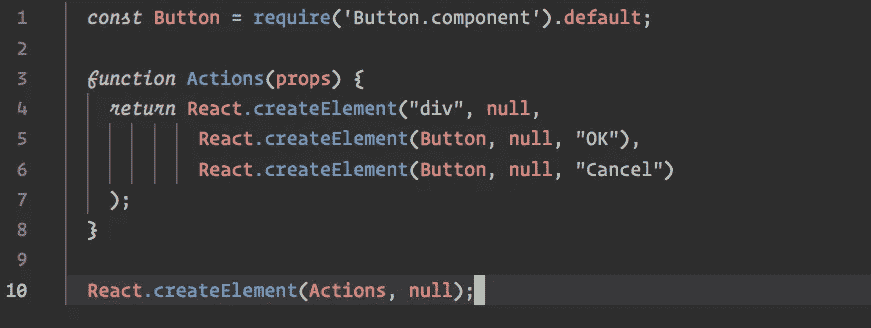 1 const Button = require('Button.component').default;
2
3 function Actions(props) {
4 return React.createElement("div", null,
5 React.createElement(Button, null, "OK"),
6 React.createElement(Button, null, "Cancel")
7 );
8 }
9
10 React.createElement(Actions, null);